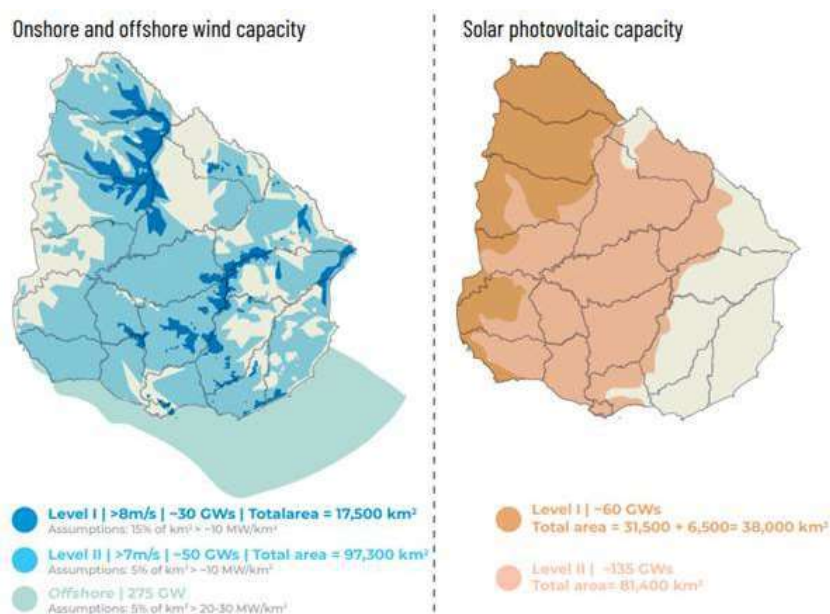 Onshore and offshore wind capacity
Solar photovoltaic capacity
Level I | >8m/s | ~30 GWs | Totalarea = 17,500 km²
Assumptions: 15% of km² > ~10 MW/km²
Level II | >7m/s | ~50 GWs | Total area = 97,300 km²
Assumptions: 5% of km² > ~10 MW/km²
Offshore | 275 GW
Assumptions: 5% of km² > 20-30 MW/km²
Level I | ~60 GWs
Total area = 31,500 + 6,500= 38,000 km²
Level II | ~135 GWs
Total area= 81,400 km²